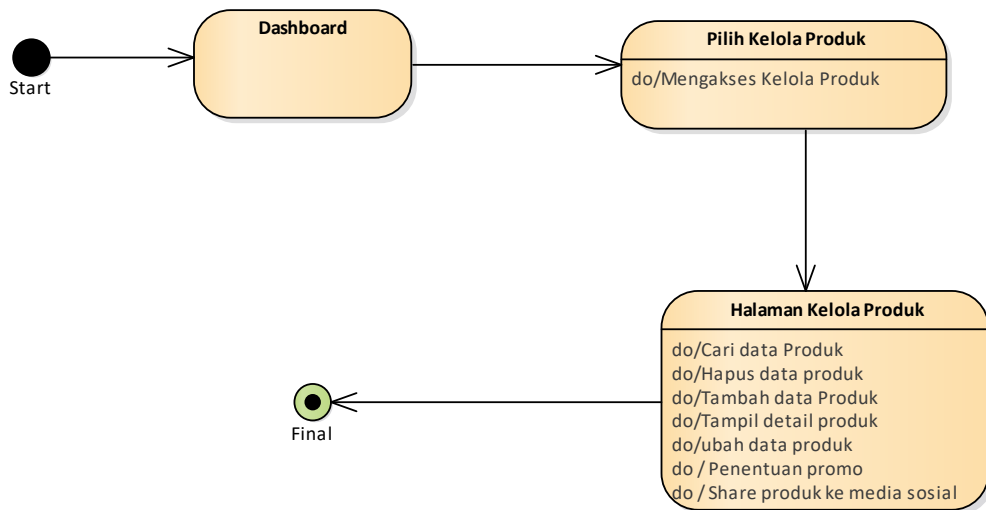 Start
Dashboard
Pilih Kelola Produk
do/Mengakses Kelola Produk
Halaman Kelola Produk
do/Cari data Produk
do/Hapus data produk
do/Tambah data Produk
do/Tampil detail produk
do/ubah data produk
do / Penentuan promo
do / Share produk ke media sosial
Final